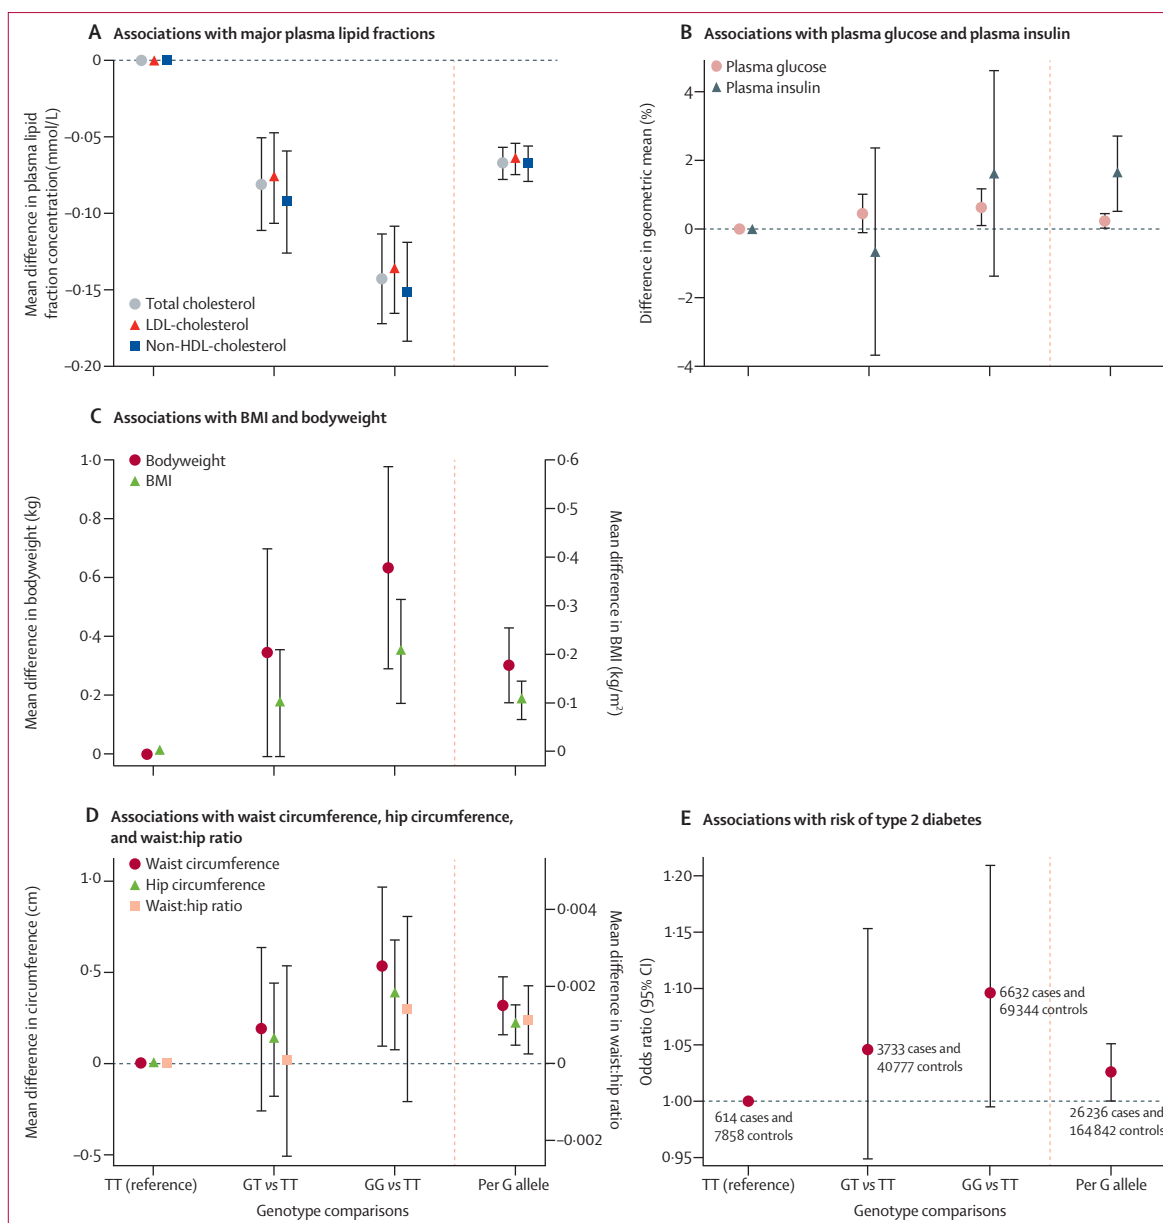 A Associations with major plasma lipid fractions
Mean difference in plasma lipid
fraction concentration(mmol/L)
0
–0·05
–0·10
–0·15
–0·20
Total cholesterol
LDL-cholesterol
Non-HDL-cholesterol
B Associations with plasma glucose and plasma insulin
Difference in geometric mean (%)
4
2
0
–2
–4
Plasma glucose
Plasma insulin
C Associations with BMI and bodyweight
Mean difference in bodyweight (kg)
1·0
0·8
0·6
0·4
0·2
0
Bodyweight
BMI
0·6
0·5
0·4
0·3
0·2
0·1
0
Mean difference in BMI (kg/m²)
D Associations with waist circumference, hip circumference,
and waist:hip ratio
Mean difference in circumference (cm)
1·0
0·5
0
–0·5
Waist circumference
Hip circumference
Waist:hip ratio
0·004
0·002
0
–0·002
Mean difference in waist:hip ratio
TT (reference)
GT vs TT
GG vs TT
Per G allele
Genotype comparisons
E Associations with risk of type 2 diabetes
Odds ratio (95% CI)
1·20
1·15
1·10
1·05
1·00
0·95
614 cases and
7858 controls
3733 cases and
40777 controls
6632 cases and
69344 controls
26 236 cases and
164 842 controls
TT (reference)
GT vs TT
GG vs TT
Per G allele
Genotype comparisons